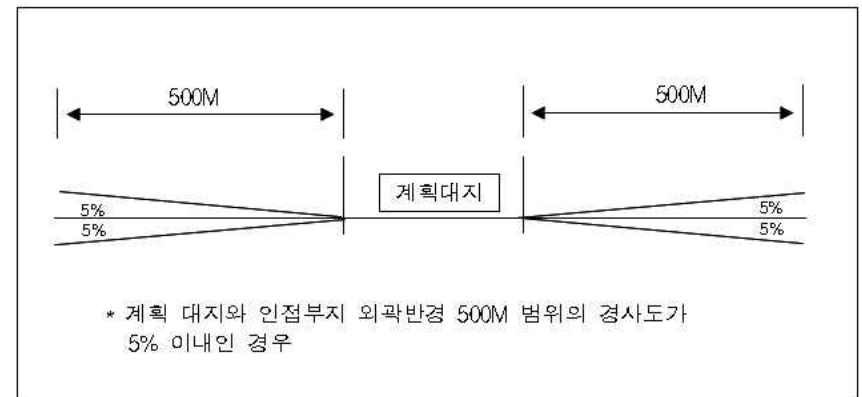 500M 500M
계획대지
5% 5%
5% 5%
* 계획 대지와 인접부지 외곽반경 500M 범위의 경사도가
5% 이내인 경우